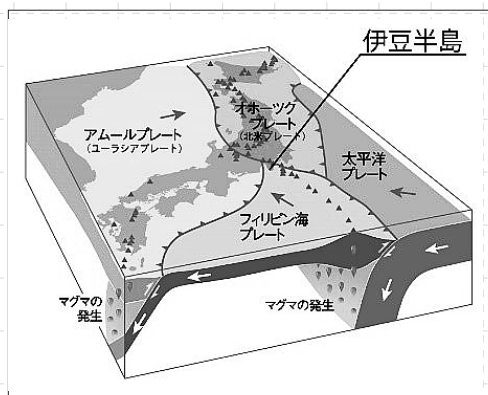 伊豆半島
オホーツク
プレート
(北米プレート)
アムールプレート
(ユーラシアプレート)
太平洋
プレート
フィリピン海
プレート
マグマの
発生
マグマの発生